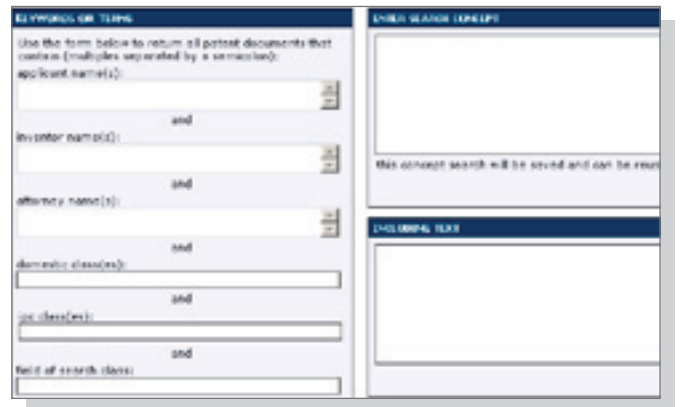 KEYWORDS OR TERMS
Use the form below to return all patent documents that
contain (multiples separated by a semicolon):
applicant name(s):
and
inventor name(s):
and
attorney name(s):
and
domestic class(es):
and
ipc class(es):
and
field of search class:
ENTER SEARCH CONCEPT
this concept search will be saved and can be reus
INCLUDING TEXT